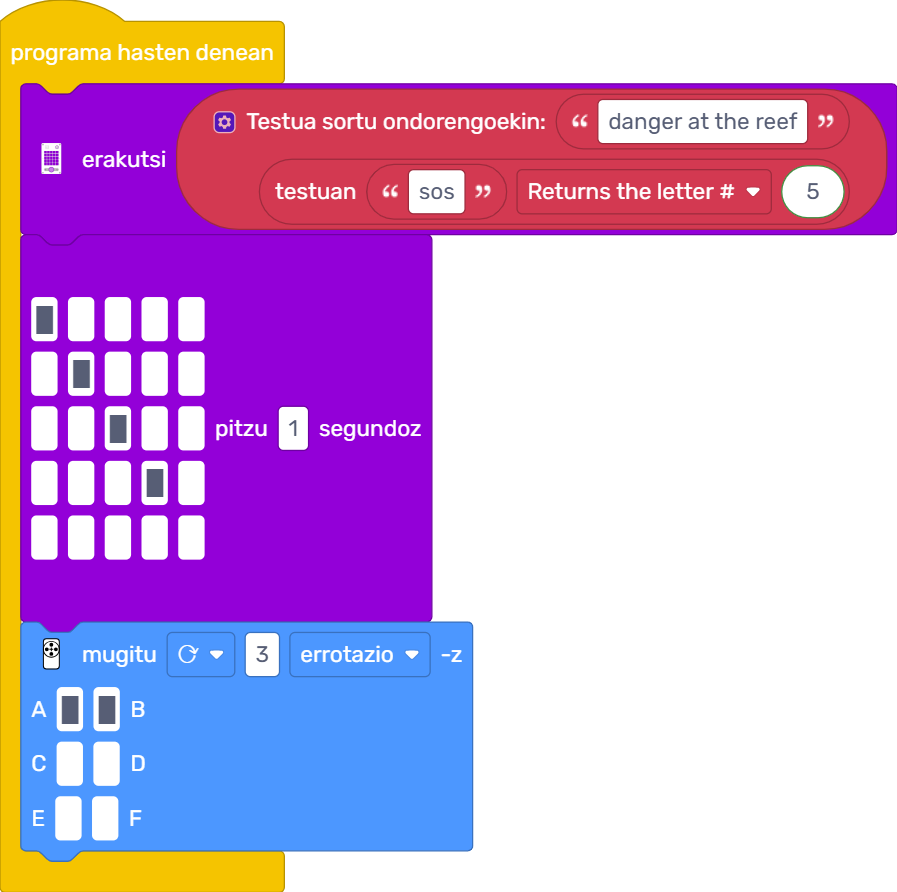 programa hasten denean
erakutsi Testua sortu ondorengoekin: “ danger at the reef ”
testuan “ sos ” Returns the letter # 5
pitzu 1 segundoz
mugitu 3 errotazio -z
A B
C D
E F